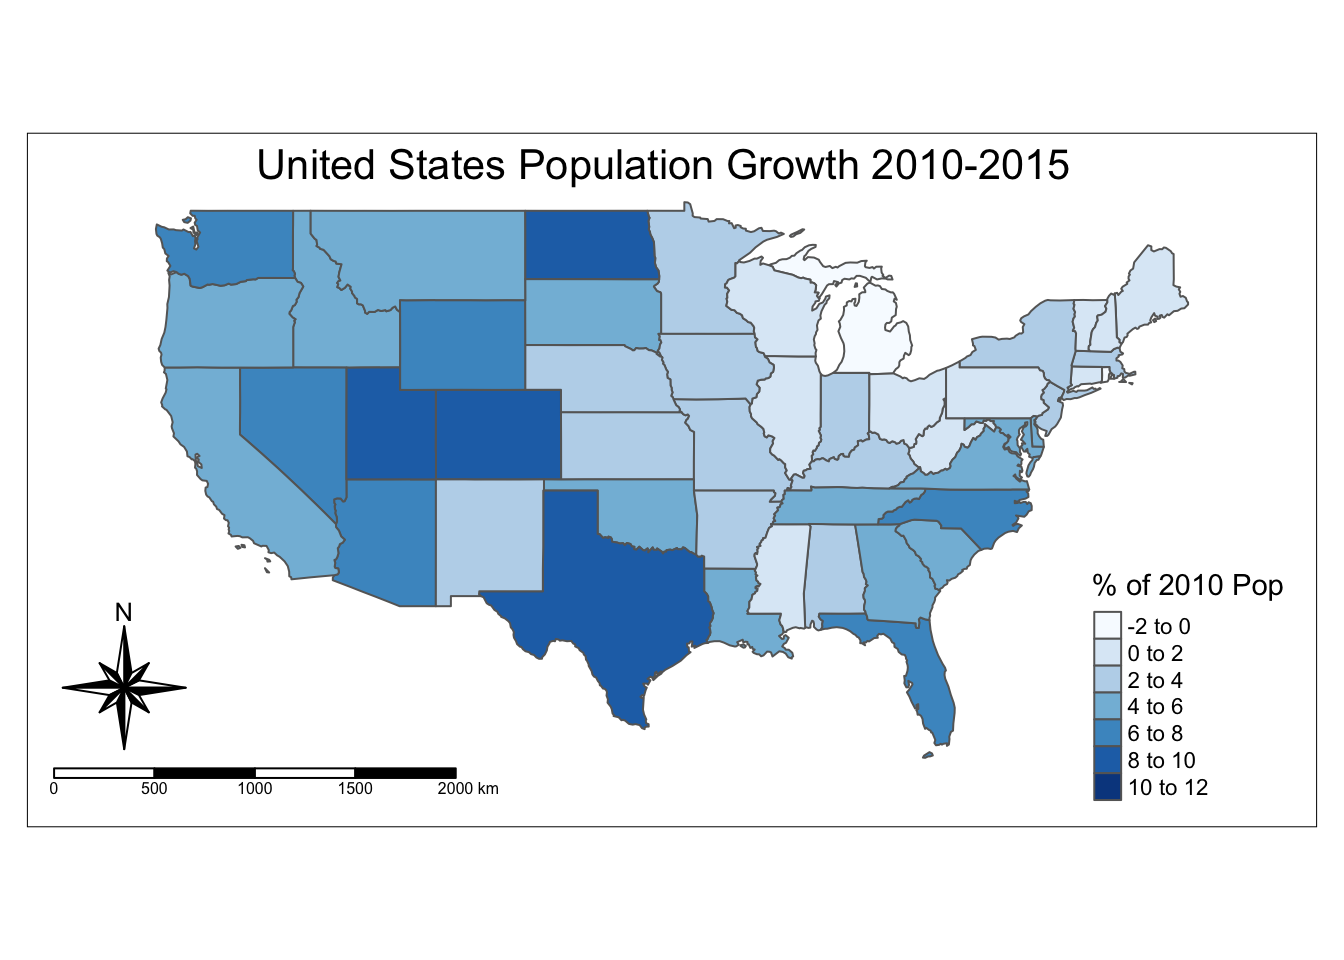 United States Population Growth 2010-2015
N
0 500 1000 1500 2000 km
% of 2010 Pop
-2 to 0
0 to 2
2 to 4
4 to 6
6 to 8
8 to 10
10 to 12